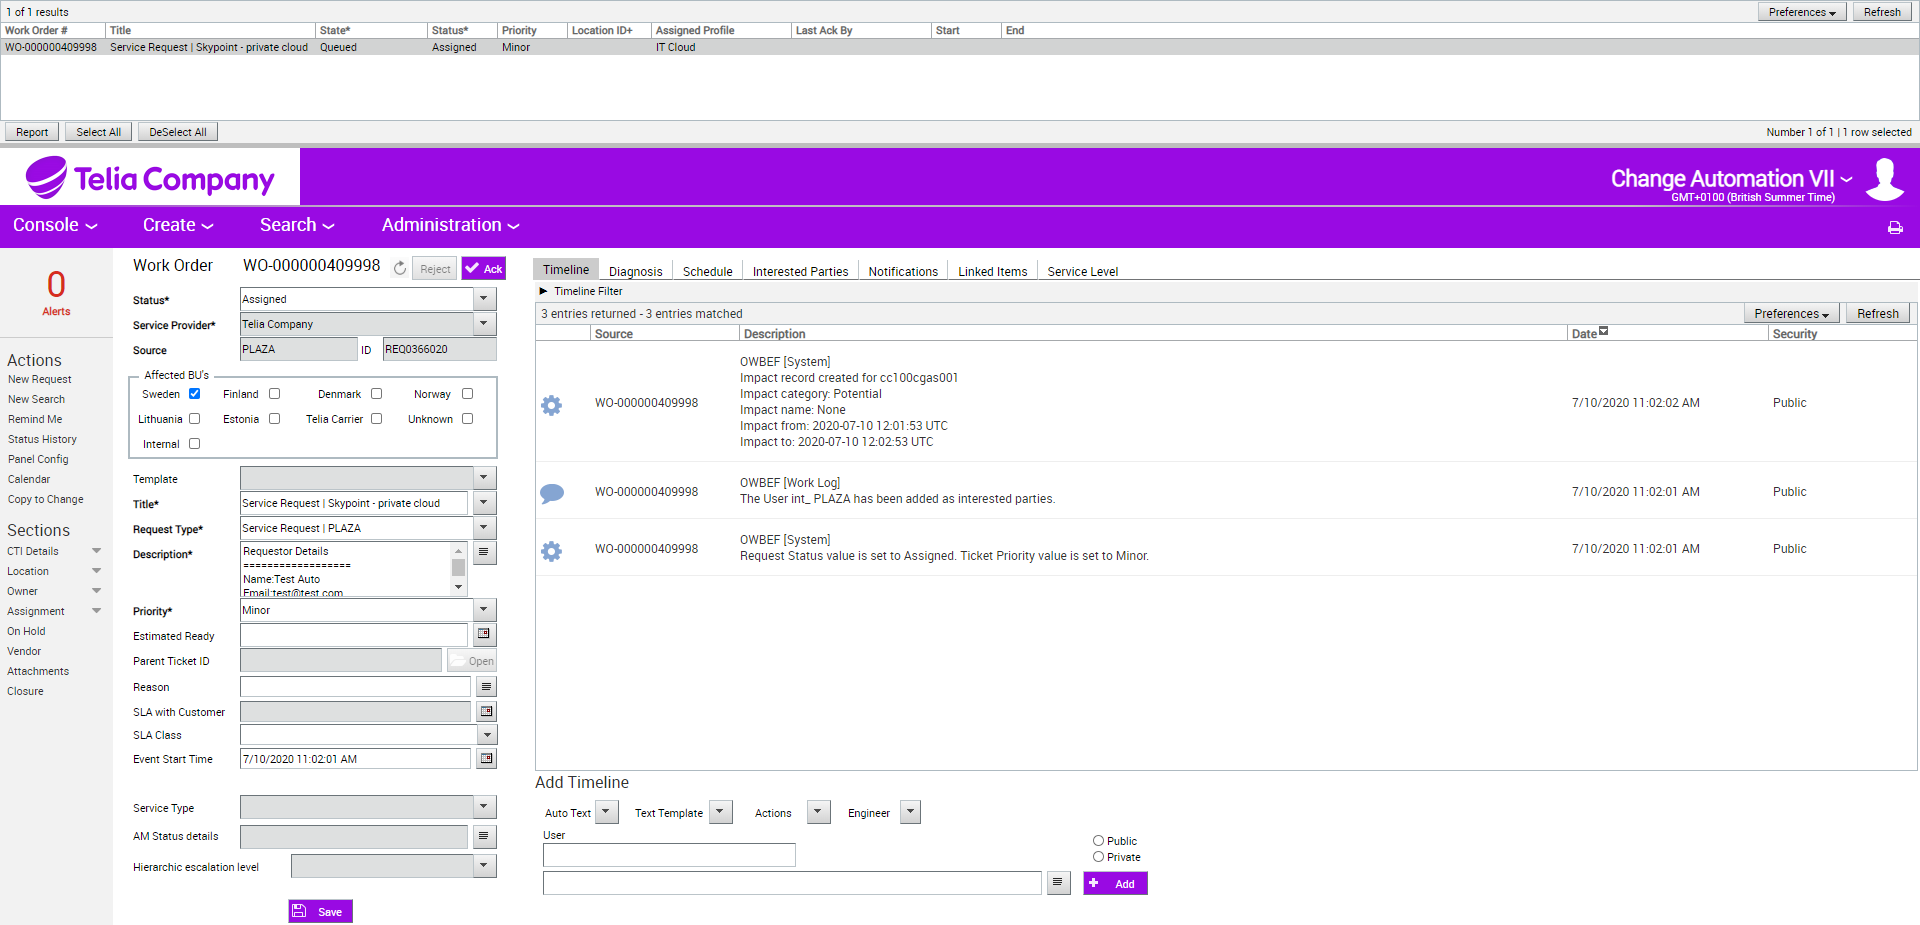 1 of 1 results
Preferences
Refresh
Work Order # Title State* Status* Priority Location ID+ Assigned Profile Last Ack By Start End
WO-000000409998 Service Request | Skypoint - private cloud Queued Assigned Minor IT Cloud
Report Select All DeSelect All
Number 1 of 1 | 1 row selected
Telia Company
Change Automation VII
GMT+0100 (British Summer Time)
Console Create Search Administration
0
Alerts
Actions
New Request
New Search
Remind Me
Status History
Panel Config
Calendar
Copy to Change
Sections
CTI Details
Location
Owner
Assignment
On Hold
Vendor
Attachments
Closure
Work Order WO-000000409998 Reject Ack
Status* Assigned
Service Provider* Telia Company
Source PLAZA ID REQ0366020
Affected BU's
Sweden Finland Denmark Norway
Lithuania Estonia Telia Carrier Unknown
Internal
Template
Title* Service Request | Skypoint - private cloud
Request Type* Service Request | PLAZA
Description* Requestor Details
==================
Name:Test Auto
Email:test@test.com
Priority* Minor
Estimated Ready
Parent Ticket ID Open
Reason
SLA with Customer
SLA Class
Event Start Time 7/10/2020 11:02:01 AM
Service Type
AM Status details
Hierarchic escalation level
Save
Timeline Diagnosis Schedule Interested Parties Notifications Linked Items Service Level
Timeline Filter
3 entries returned - 3 entries matched
Preferences Refresh
Source Description Date Security
WO-000000409998
OWBEF [System]
Impact record created for cc100cgas001
Impact category: Potential
Impact name: None
Impact from: 2020-07-10 12:01:53 UTC
Impact to: 2020-07-10 12:02:53 UTC
7/10/2020 11:02:02 AM Public
WO-000000409998
OWBEF [Work Log]
The User int_ PLAZA has been added as interested parties.
7/10/2020 11:02:01 AM Public
WO-000000409998
OWBEF [System]
Request Status value is set to Assigned. Ticket Priority value is set to Minor.
7/10/2020 11:02:01 AM Public
Add Timeline
Auto Text Text Template Actions Engineer
User
Public
Private
Add